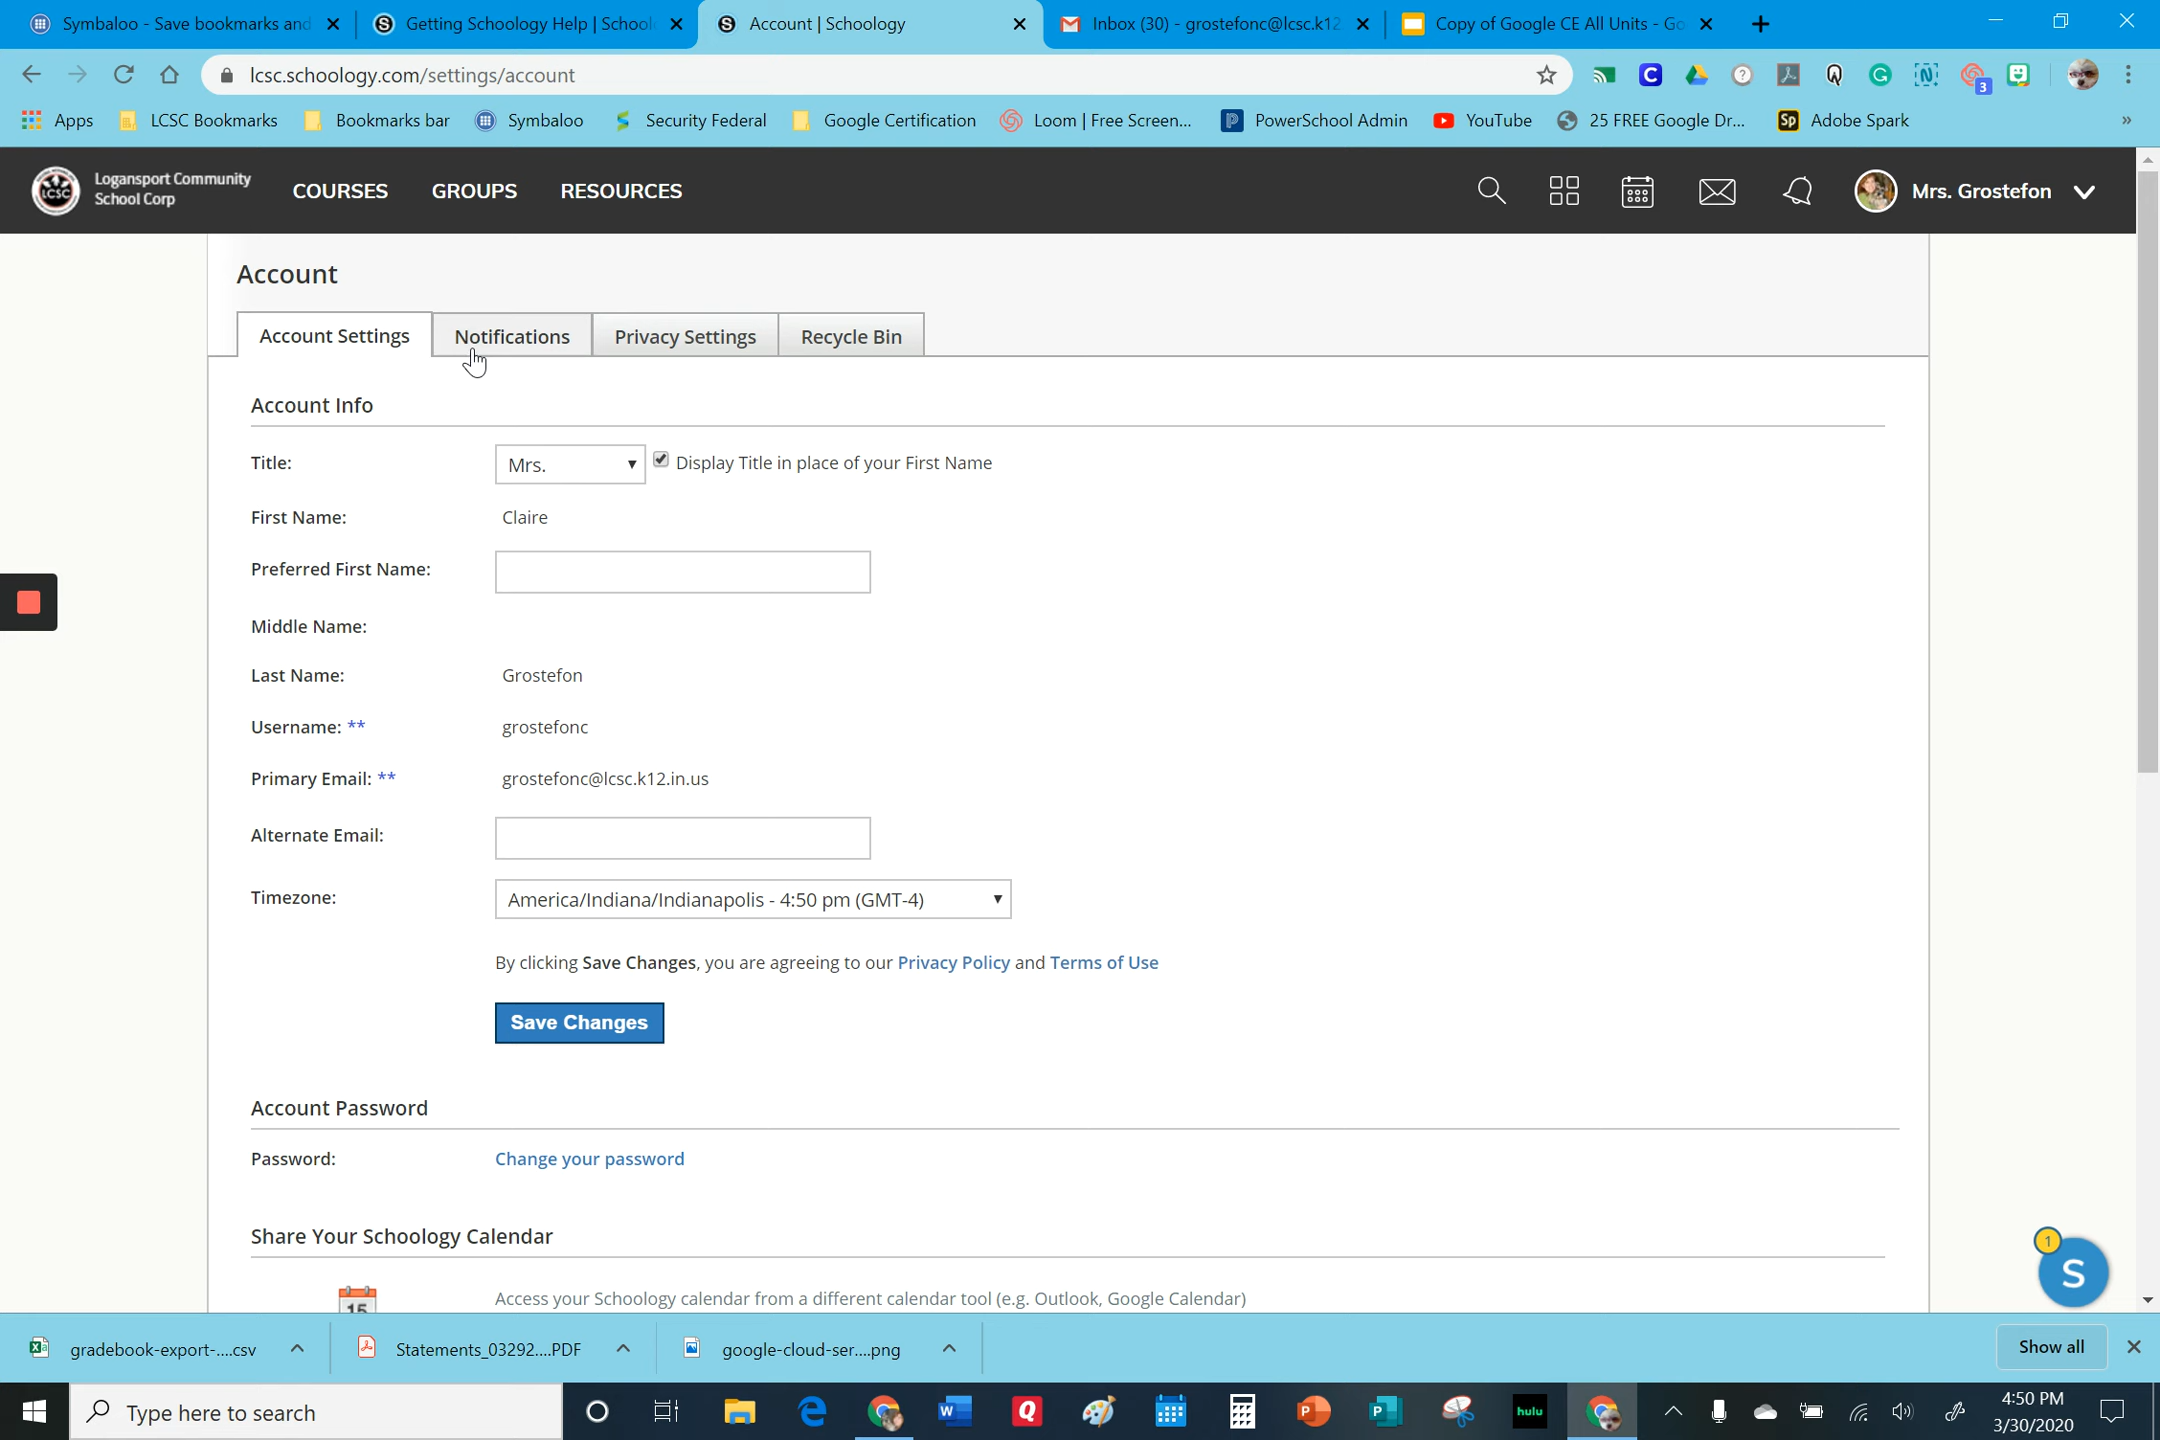 Symbaloo - Save bookmarks and
Getting Schoology Help | School
Account | Schoology
Inbox (30) - grostefonc@lcsc.k12
Copy of Google CE All Units - Go
lcsc.schoology.com/settings/account
3
Apps
LCSC Bookmarks
Bookmarks bar
Symbaloo
Security Federal
Google Certification
Loom | Free Screen...
PowerSchool Admin
YouTube
25 FREE Google Dr...
Sp
Adobe Spark
»
LCSC
Logansport Community
School Corp
COURSES
GROUPS
RESOURCES
Mrs. Grostefon
Account
Account Settings
Notifications
Privacy Settings
Recycle Bin
Account Info
Title:
Mrs.
Display Title in place of your First Name
First Name:
Claire
Preferred First Name:
Middle Name:
Last Name:
Grostefon
Username: **
grostefonc
Primary Email: **
grostefonc@lcsc.k12.in.us
Alternate Email:
Timezone:
America/Indiana/Indianapolis - 4:50 pm (GMT-4)
By clicking Save Changes, you are agreeing to our Privacy Policy and Terms of Use
Save Changes
Account Password
Password:
Change your password
Share Your Schoology Calendar
15
Access your Schoology calendar from a different calendar tool (e.g. Outlook, Google Calendar)
1
S
gradebook-export-....csv
Statements_03292....PDF
google-cloud-ser....png
Show all
Type here to search
hulu
4:50 PM
3/30/2020